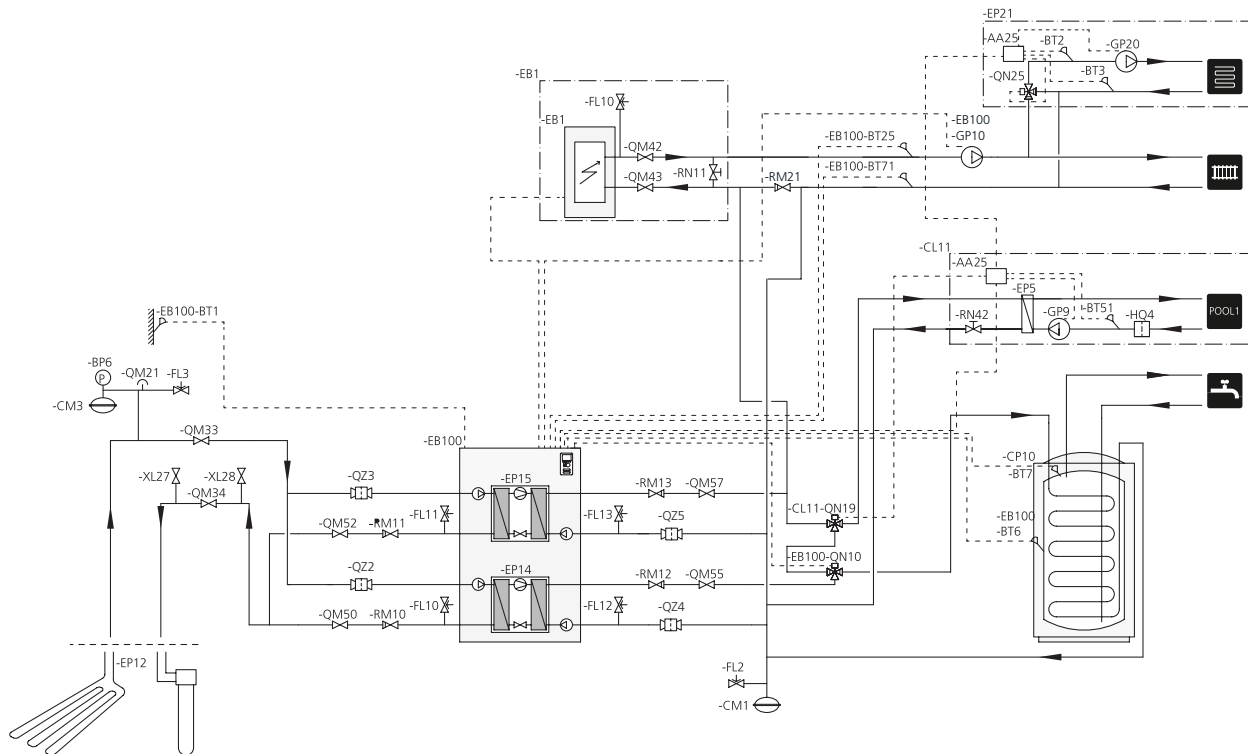 -EP21
-AA25
-BT2
-GP20
-BT3
-QN25
-EB1
-FL10
-EB1
-QM42
-QM43
-RN11
-EB100-BT25
-EB100
-GP10
-EB100-BT71
-RM21
-CL11
-AA25
-EP5
-GP9
-BT51
-HQ4
-RN42
POOL1
-EB100-BT1
-BP6
P
-QM21
-FL3
-CM3
-QM33
-XL27
-XL28
-QM34
-EB100
-QZ3
-EP15
-RM13
-QM57
-QM52
-RM11
-FL11
-FL13
-QZ5
-CL11-QN19
-CP10
-BT7
-EB100
-BT6
-EB100-QN10
-QZ2
-EP14
-RM12
-QM55
-QM50
-RM10
-FL10
-FL12
-QZ4
-EP12
-FL2
-CM1